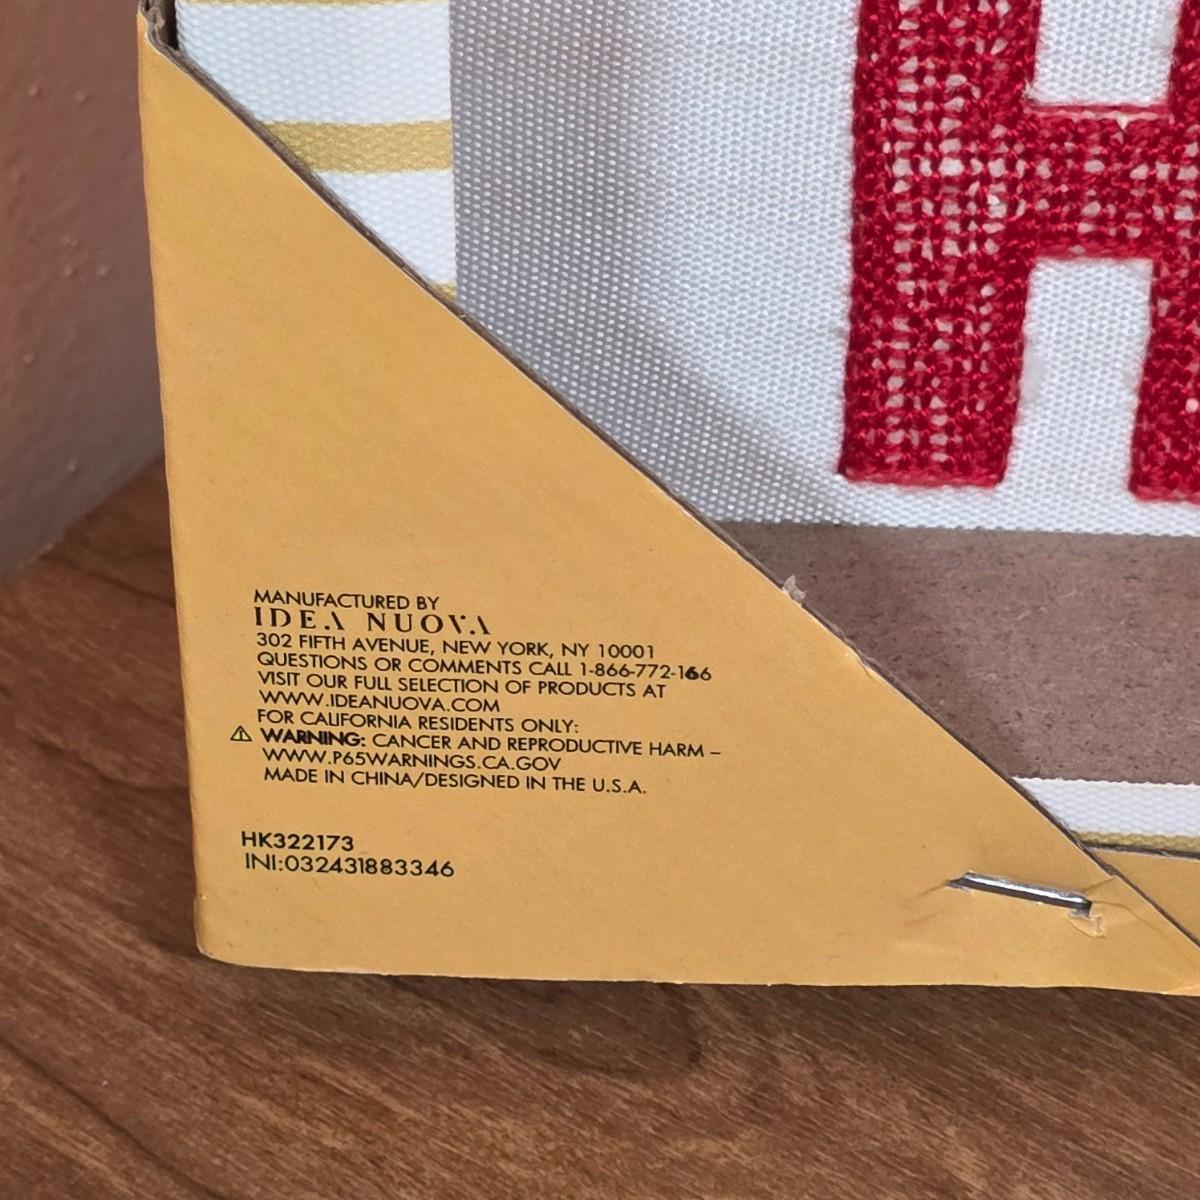 H
MANUFACTURED BY
IDEA NUOVA
302 FIFTH AVENUE, NEW YORK, NY 10001
QUESTIONS OR COMMENTS CALL 1-866-772-166
VISIT OUR FULL SELECTION OF PRODUCTS AT
WWW.IDEANUOVA.COM
FOR CALIFORNIA RESIDENTS ONLY:
⚠ WARNING: CANCER AND REPRODUCTIVE HARM –
WWW.P65WARNINGS.CA.GOV
MADE IN CHINA/DESIGNED IN THE U.S.A.
HK322173
INI:032431883346